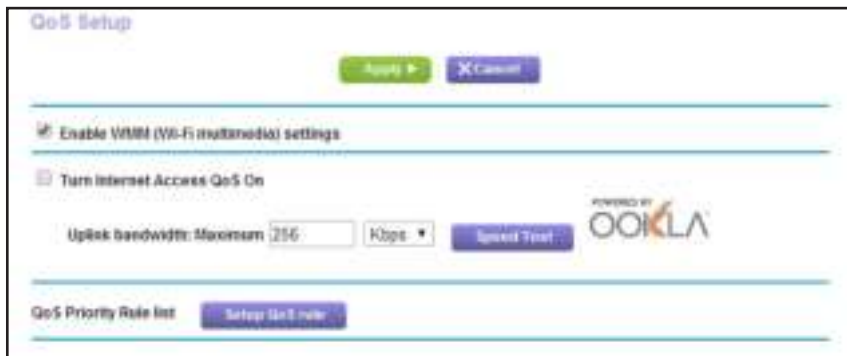 QoS Setup
Apply ▶ X Cancel
Enable WMM (Wi-Fi multimedia) settings
Turn Internet Access QoS On
Uplink bandwidth: Maximum 256 Kbps ▼ Speed Test POWERED BY OOKLA
QoS Priority Rule list Setup QoS rule